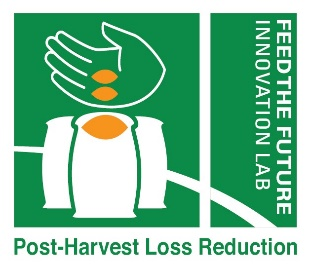 FEED THE FUTURE
INNOVATION LAB
Post-Harvest Loss Reduction